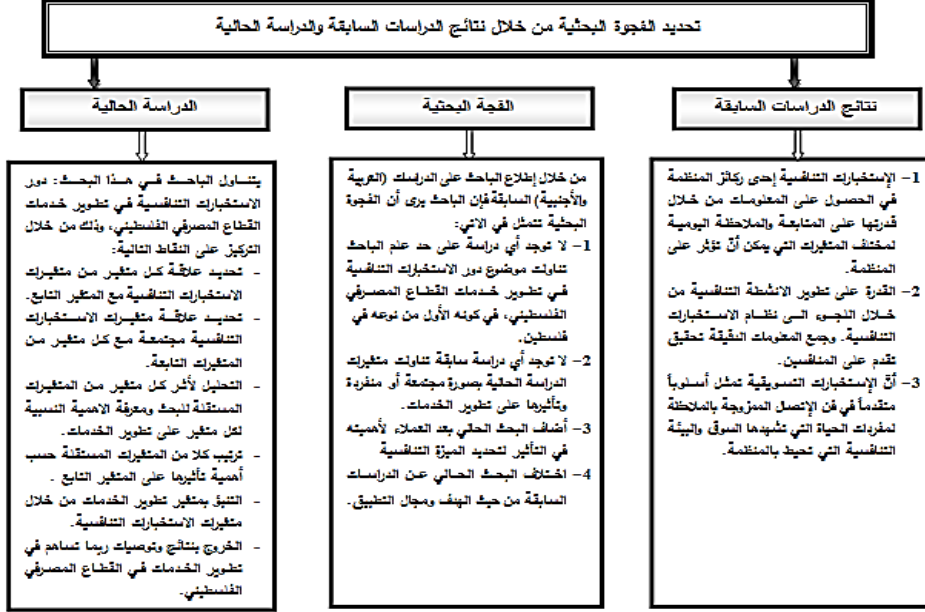 تحديد الفجوة البحثية من خلال نتائج الدراسات السابقة والدراسة الحالية
نتائج الدراسات السابقة
1- الإستخبارات التنافسية إحدى ركائز المنظمة
في الحصول على المعلومات من خلال
قدرتها على المتابعة والملاحظة اليومية
لمختلف المتغيرات التي يمكن أنّ تؤثر على
المنظمة.
2- القدرة على تطوير الانشطة التنافسية من
خلال اللجوء الى نظام الاستخبارات
التنافسية. وجمع المعلومات الدقيقة تحقيق
تقدم على المنافسين.
3- أنّ الإستخبارات التسويقية تمثل أسلوباً
متقدماً في فن الإتصال الممزوجة بالملاظة
لمفردات الحياة التي تشهدها السوق والبيئة
التنافسية التي تحيط بالمنظمة.
الفجة البحثية
من خلال إطلاع الباحث على الدراسات (العربية
والأجنبية) السابقة فإن الباحث يرى أن الفجوة
البحثية تتمثل في الاتي:
1- لا توجد أي دراسة على حد علم الباحث
تناولت موضوع دور الاستخبارات التنافسية
في تطوير خدمات القطاع المصرفي
الفلسطيني، في كونه الأول من نوعه في
فلسطين.
2- لا توجد أي دراسة سابقة تناولت متغيرات
الدراسة الحالية بصورة مجتمعة أو منفردة
وتأثيرها على تطوير الخدمات.
3- أضاف البحث الحالي بعد العملاء لأهميته
في التأثير لتحديد الميزة التنافسية
4- اختلاف البحث الحالي عن الدراسات
السابقة من حيث الهدف ومجال التطبيق.
الدراسة الحالية
يتناول الباحث في هذا البحث: دور
الاستخبارات التنافسية في تطوير خدمات
القطاع المصرفي الفلسطيني، وذلك من خلال
التركيز على النقاط التالية:
- تحديد علاقة كل متغير من متغيرات
الاستخبارات التنافسية مع المتغير التابع.
- تحديد علاقة متغيرات الاستخبارات
التنافسية مجتمعة مع كل متغير من
المتغيرات التابعة.
- التحليل لأثر كل متغير من المتغيرات
المستقلة للبحث ومعرفة الاهمية النسبية
لكل متغير على تطوير الخدمات.
- ترتيب كلا من المتغيرات المستقلة حسب
أهمية تأثيرها على المتغير التابع .
- التنبؤ بمتغير تطوير الخدمات من خلال
متغيرات الاستخبارات التنافسية.
- الخروج بنتائج وتوصيات ربما تساهم في
تطوير الخدمات في القطاع المصرفي
الفلسطيني.